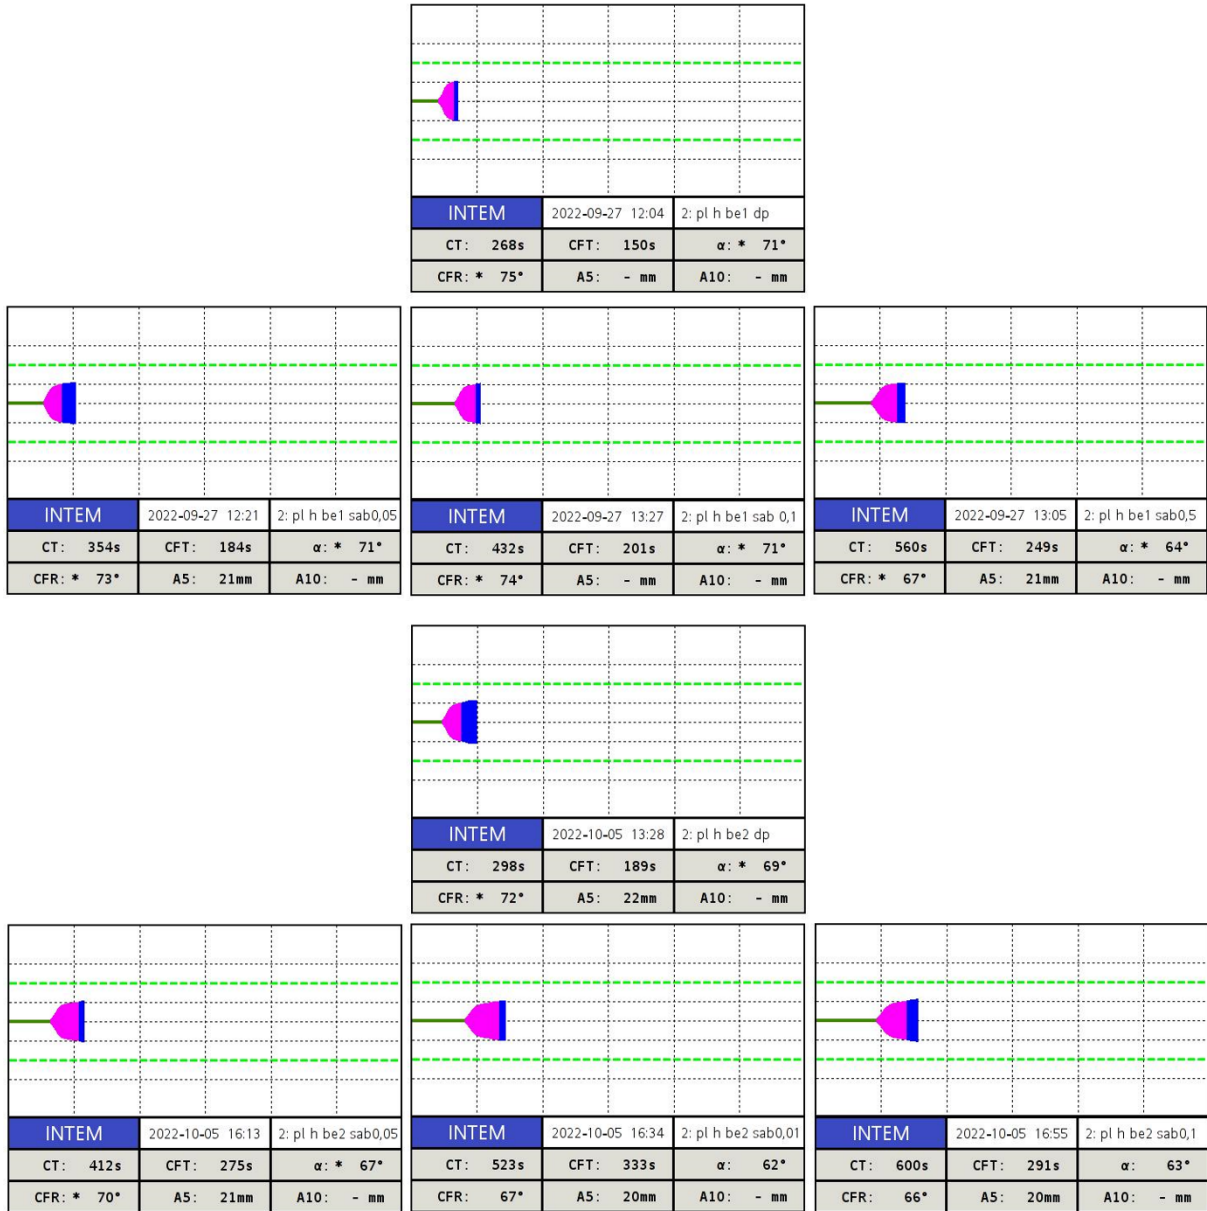 INTEM 2022-09-27 12:04 2: pl h be1 dp
CT: 268s CFT: 150s α: * 71°
CFR: * 75° A5: - mm A10: - mm
INTEM 2022-09-27 12:21 2: pl h be1 sab0,05
CT: 354s CFT: 184s α: * 71°
CFR: * 73° A5: 21mm A10: - mm
INTEM 2022-09-27 13:27 2: pl h be1 sab 0,1
CT: 432s CFT: 201s α: * 71°
CFR: * 74° A5: - mm A10: - mm
INTEM 2022-09-27 13:05 2: pl h be1 sab0,5
CT: 560s CFT: 249s α: * 64°
CFR: * 67° A5: 21mm A10: - mm
INTEM 2022-10-05 13:28 2: pl h be2 dp
CT: 298s CFT: 189s α: * 69°
CFR: * 72° A5: 22mm A10: - mm
INTEM 2022-10-05 16:13 2: pl h be2 sab0,05
CT: 412s CFT: 275s α: * 67°
CFR: * 70° A5: 21mm A10: - mm
INTEM 2022-10-05 16:34 2: pl h be2 sab0,01
CT: 523s CFT: 333s α: 62°
CFR: 67° A5: 20mm A10: - mm
INTEM 2022-10-05 16:55 2: pl h be2 sab0,1
CT: 600s CFT: 291s α: 63°
CFR: 66° A5: 20mm A10: - mm